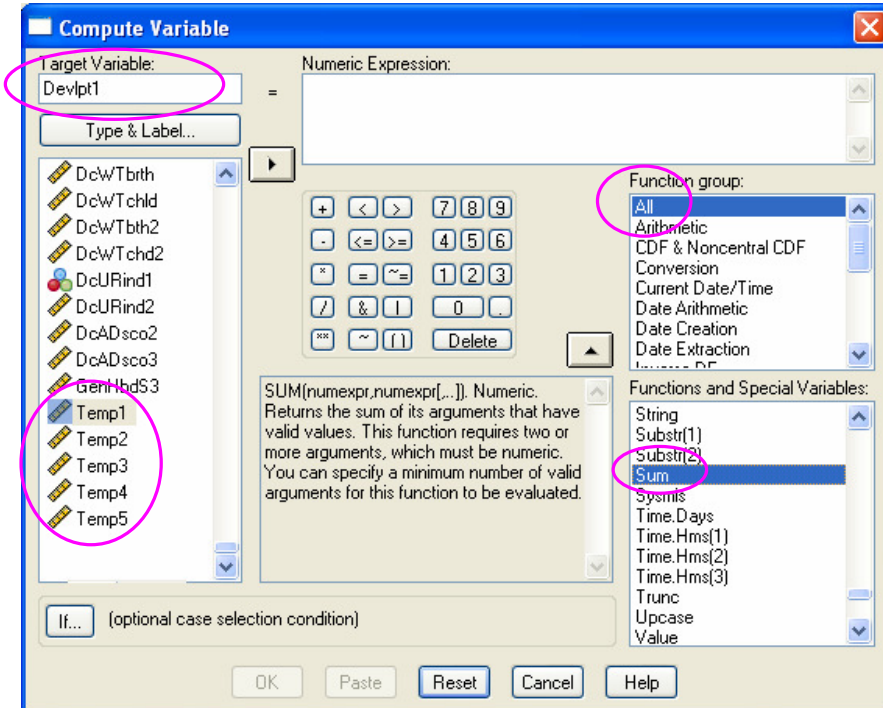 Compute Variable
Target Variable:
Devlpt1
=
Numeric Expression:
Type & Label...
DcWTbrth
DcWTchld
DcWTbth2
DcWTchd2
DcURind1
DcURind2
DcADsco2
DcADsco3
GenHbdS3
Temp1
Temp2
Temp3
Temp4
Temp5
+ < > 7 8 9
- <= >= 4 5 6
* = ~= 1 2 3
/ & | 0 .
** ~ () Delete
SUM(numexpr,numexpr[,..]). Numeric.
Returns the sum of its arguments that have
valid values. This function requires two or
more arguments, which must be numeric.
You can specify a minimum number of valid
arguments for this function to be evaluated.
Function group:
All
Arithmetic
CDF & Noncentral CDF
Conversion
Current Date/Time
Date Arithmetic
Date Creation
Date Extraction
Functions and Special Variables:
String
Substr(1)
Substr(2)
Sum
Sysmis
Time.Days
Time.Hms(1)
Time.Hms(2)
Time.Hms(3)
Trunc
Upcase
Value
If...
(optional case selection condition)
OK
Paste
Reset
Cancel
Help